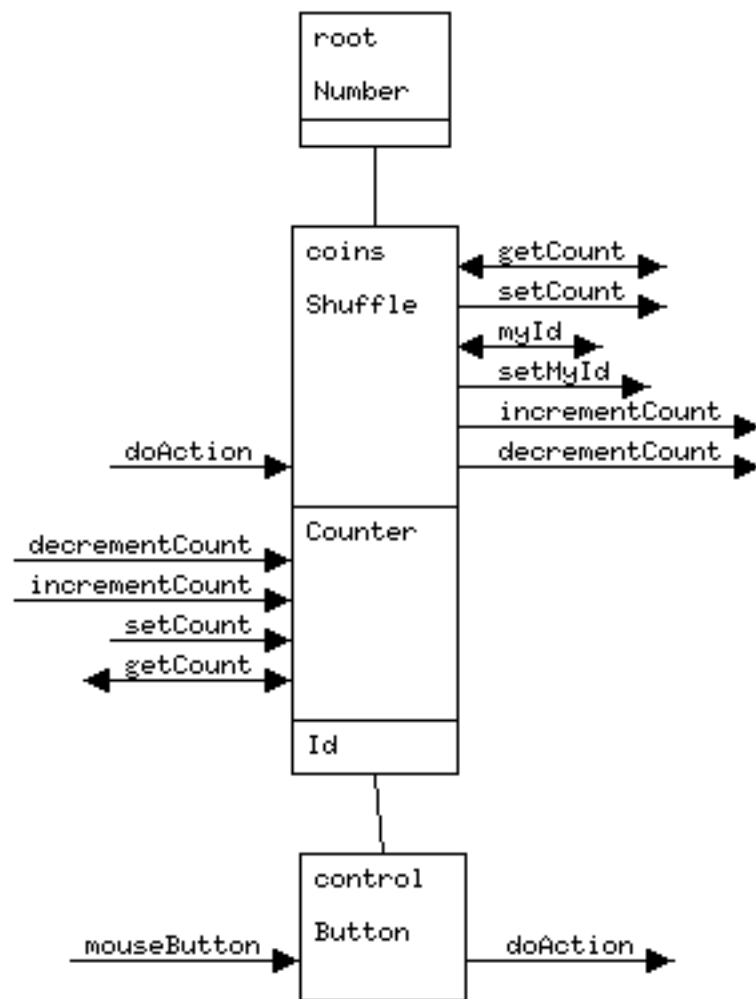 root
Number
coins
getCount
Shuffle
setCount
myId
setMyId
incrementCount
doAction
decrementCount
Counter
decrementCount
incrementCount
setCount
getCount
Id
control
Button
mouseButton
doAction